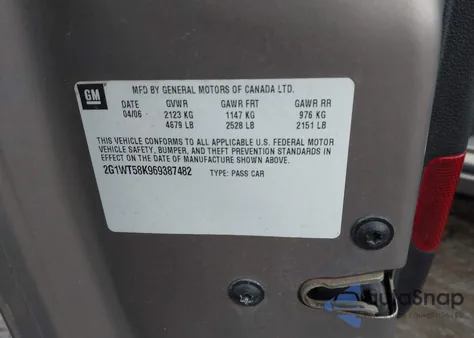 GM
MFD BY GENERAL MOTORS OF CANADA LTD.
DATE GVWR GAWR FRT GAWR RR
04/06 2123 KG 1147 KG 976 KG
4679 LB 2528 LB 2151 LB
THIS VEHICLE CONFORMS TO ALL APPLICABLE U.S. FEDERAL MOTOR
VEHICLE SAFETY, BUMPER, AND THEFT PREVENTION STANDARDS
IN EFFECT ON THE DATE OF MANUFACTURE SHOWN ABOVE.
2G1WT58K969387482 TYPE: PASS CAR